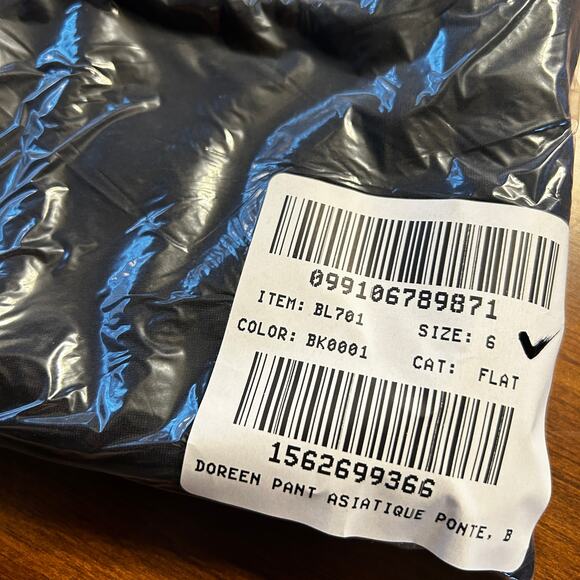 099106789871
ITEM: BL701 SIZE: 6
COLOR: BK0001 CAT: FLAT
1562699366
DOREEN PANT ASIATIQUE PONTE, B